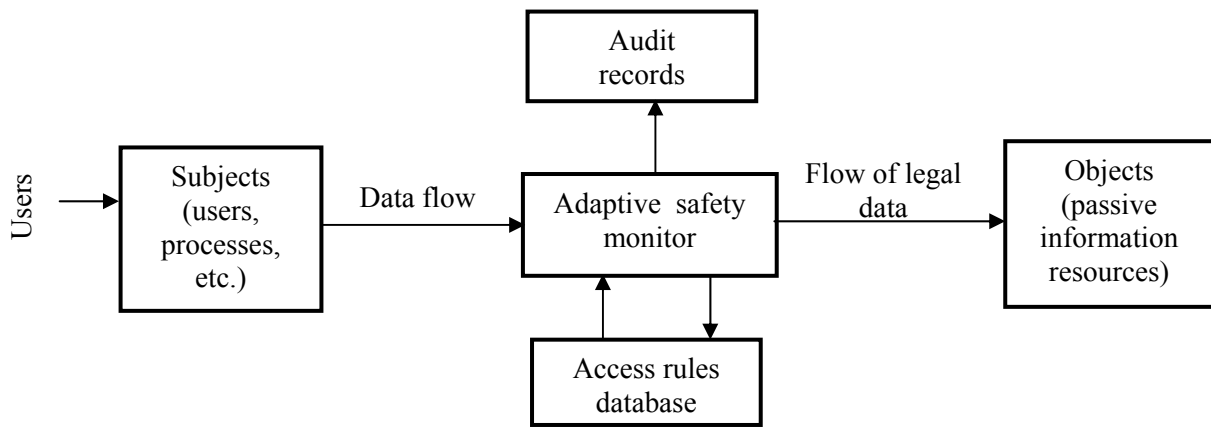 Audit
records
Users
Subjects
(users,
processes,
etc.)
Data flow
Adaptive safety
monitor
Flow of legal
data
Objects
(passive
information
resources)
Access rules
database